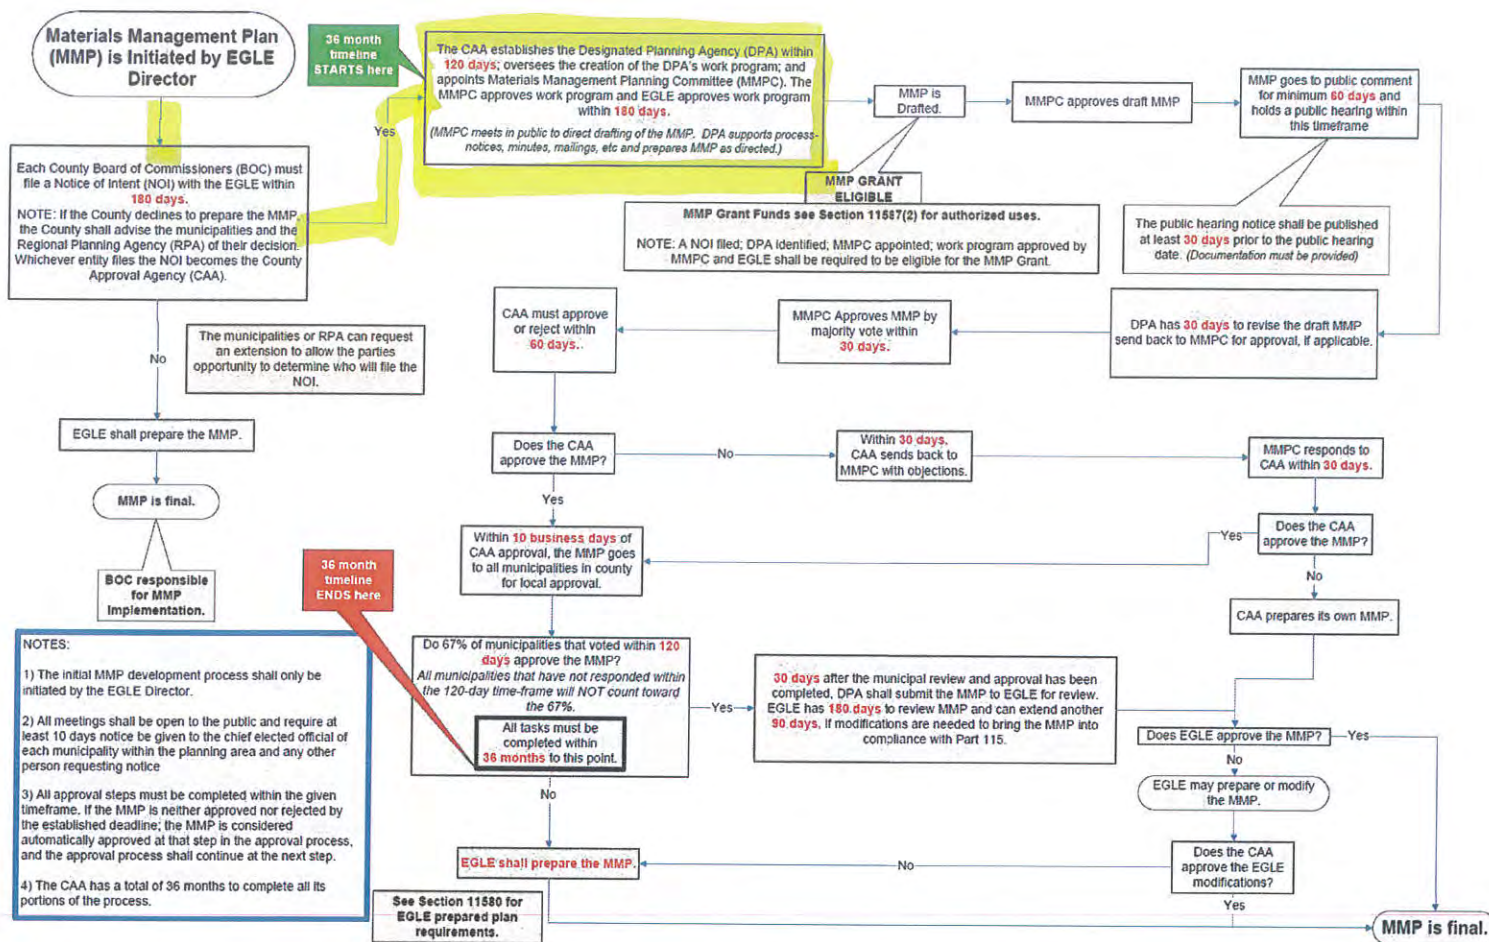 Materials Management Plan
(MMP) is Initiated by EGLE
Director
36 month
timeline
STARTS here
The CAA establishes the Designated Planning Agency (DPA) within
120 days; oversees the creation of the DPA's work program; and
appoints Materials Management Planning Committee (MMPC). The
MMPC approves work program and EGLE approves work program
within 180 days.
(MMPC meets in public to direct drafting of the MMP. DPA supports process-
notices, minutes, mailings, etc and prepares MMP as directed.)
MMP is
Drafted.
MMPC approves draft MMP
MMP goes to public comment
for minimum 60 days and
holds a public hearing within
this timeframe
Yes
Each County Board of Commissioners (BOC) must
file a Notice of Intent (NOI) with the EGLE within
180 days.
NOTE: If the County declines to prepare the MMP,
the County shall advise the municipalities and the
Regional Planning Agency (RPA) of their decision.
Whichever entity files the NOI becomes the County
Approval Agency (CAA).
MMP GRANT
ELIGIBLE
MMP Grant Funds see Section 11587(2) for authorized uses.
NOTE: A NOI filed; DPA identified; MMPC appointed; work program approved by
MMPC and EGLE shall be required to be eligible for the MMP Grant.
The public hearing notice shall be published
at least 30 days prior to the public hearing
date. (Documentation must be provided)
CAA must approve
or reject within
60 days..
MMPC Approves MMP by
majority vote within
30 days.
DPA has 30 days to revise the draft MMP
send back to MMPC for approval, if applicable.
No
The municipalities or RPA can request
an extension to allow the parties
opportunity to determine who will file the
NOI.
EGLE shall prepare the MMP.
MMP is final.
BOC responsible
for MMP
Implementation.
Does the CAA
approve the MMP?
No
Within 30 days,
CAA sends back to
MMPC with objections.
MMPC responds to
CAA within 30 days.
Yes
Within 10 business days of
CAA approval, the MMP goes
to all municipalities in county
for local approval.
Yes
Does the CAA
approve the MMP?
No
CAA prepares its own MMP.
36 month
timeline
ENDS here
NOTES:
1) The initial MMP development process shall only be
initiated by the EGLE Director.
2) All meetings shall be open to the public and require at
least 10 days notice be given to the chief elected official of
each municipality within the planning area and any other
person requesting notice
3) All approval steps must be completed within the given
timeframe. If the MMP is neither approved nor rejected by
the established deadline; the MMP is considered
automatically approved at that step in the approval process,
and the approval process shall continue at the next step.
4) The CAA has a total of 36 months to complete all its
portions of the process.
Do 67% of municipalities that voted within 120
days approve the MMP?
All municipalities that have not responded within
the 120-day time-frame will NOT count toward
the 67%.
All tasks must be
completed within
36 months to this point.
Yes
30 days after the municipal review and approval has been
completed, DPA shall submit the MMP to EGLE for review.
EGLE has 180 days to review MMP and can extend another
90 days, if modifications are needed to bring the MMP into
compliance with Part 115.
Does EGLE approve the MMP?
Yes
No
EGLE may prepare or modify
the MMP.
No
EGLE shall prepare the MMP.
No
Does the CAA
approve the EGLE
modifications?
Yes
See Section 11580 for
EGLE prepared plan
requirements.
MMP is final.